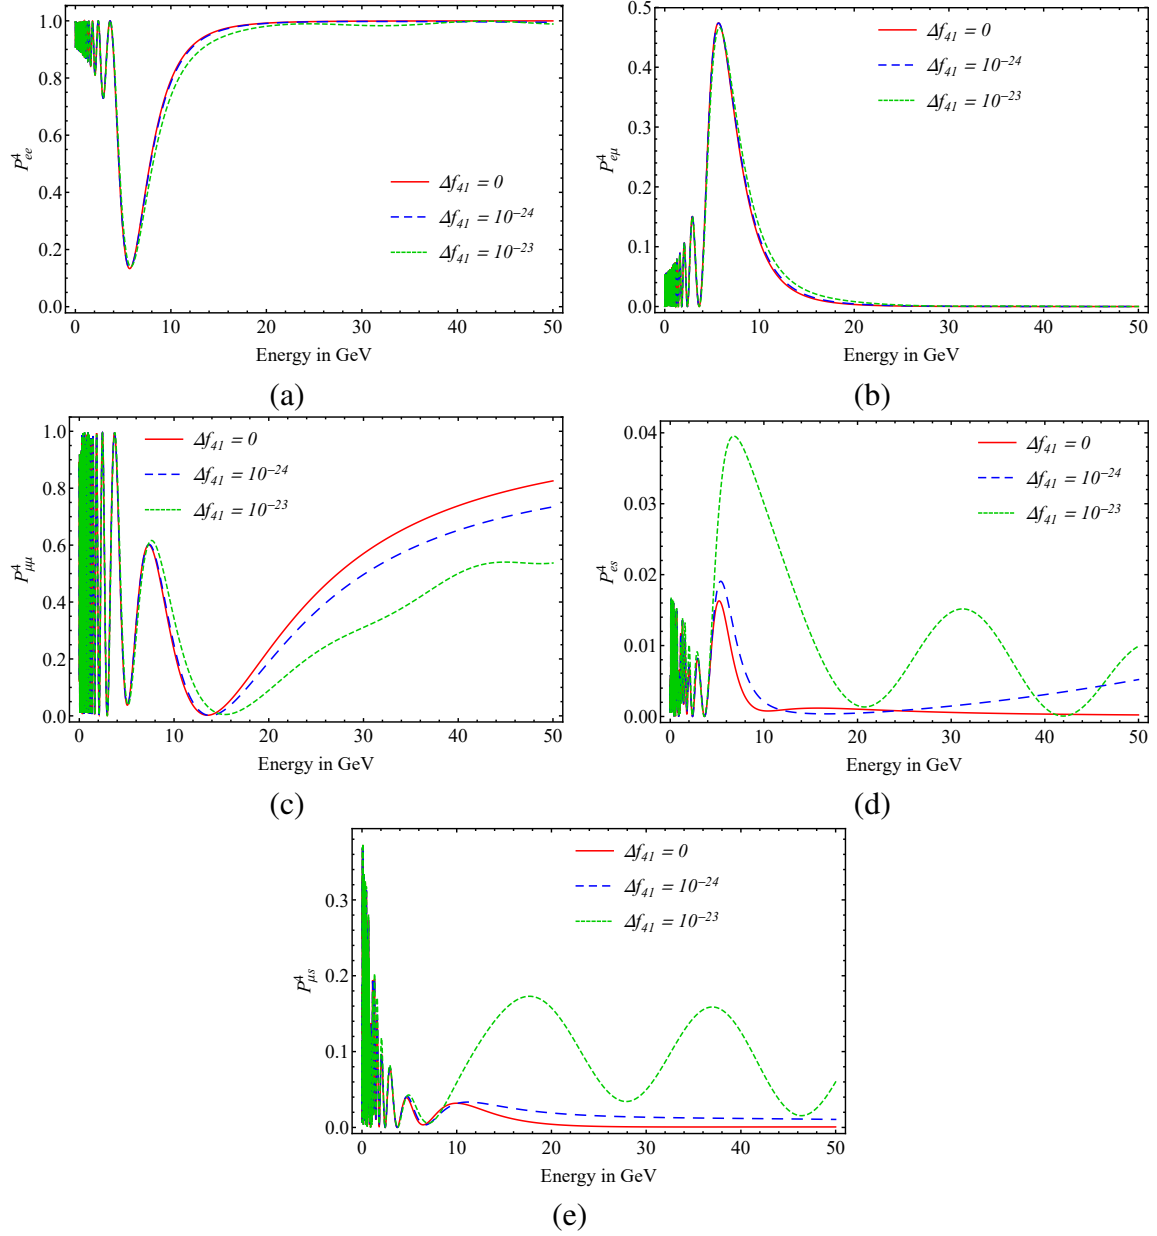 1.0
0.8
0.6
0.4
0.2
0.0
P⁴ee
Δf₄₁ = 0
Δf₄₁ = 10⁻²⁴
Δf₄₁ = 10⁻²³
0 10 20 30 40 50
Energy in GeV
(a)
0.5
0.4
0.3
0.2
0.1
0.0
P⁴eμ
Δf₄₁ = 0
Δf₄₁ = 10⁻²⁴
Δf₄₁ = 10⁻²³
0 10 20 30 40 50
Energy in GeV
(b)
1.0
0.8
0.6
0.4
0.2
0.0
P⁴μμ
Δf₄₁ = 0
Δf₄₁ = 10⁻²⁴
Δf₄₁ = 10⁻²³
0 10 20 30 40 50
Energy in GeV
(c)
0.04
0.03
0.02
0.01
0.00
P⁴es
Δf₄₁ = 0
Δf₄₁ = 10⁻²⁴
Δf₄₁ = 10⁻²³
0 10 20 30 40 50
Energy in GeV
(d)
0.3
0.2
0.1
0.0
P⁴μs
Δf₄₁ = 0
Δf₄₁ = 10⁻²⁴
Δf₄₁ = 10⁻²³
0 10 20 30 40 50
Energy in GeV
(e)